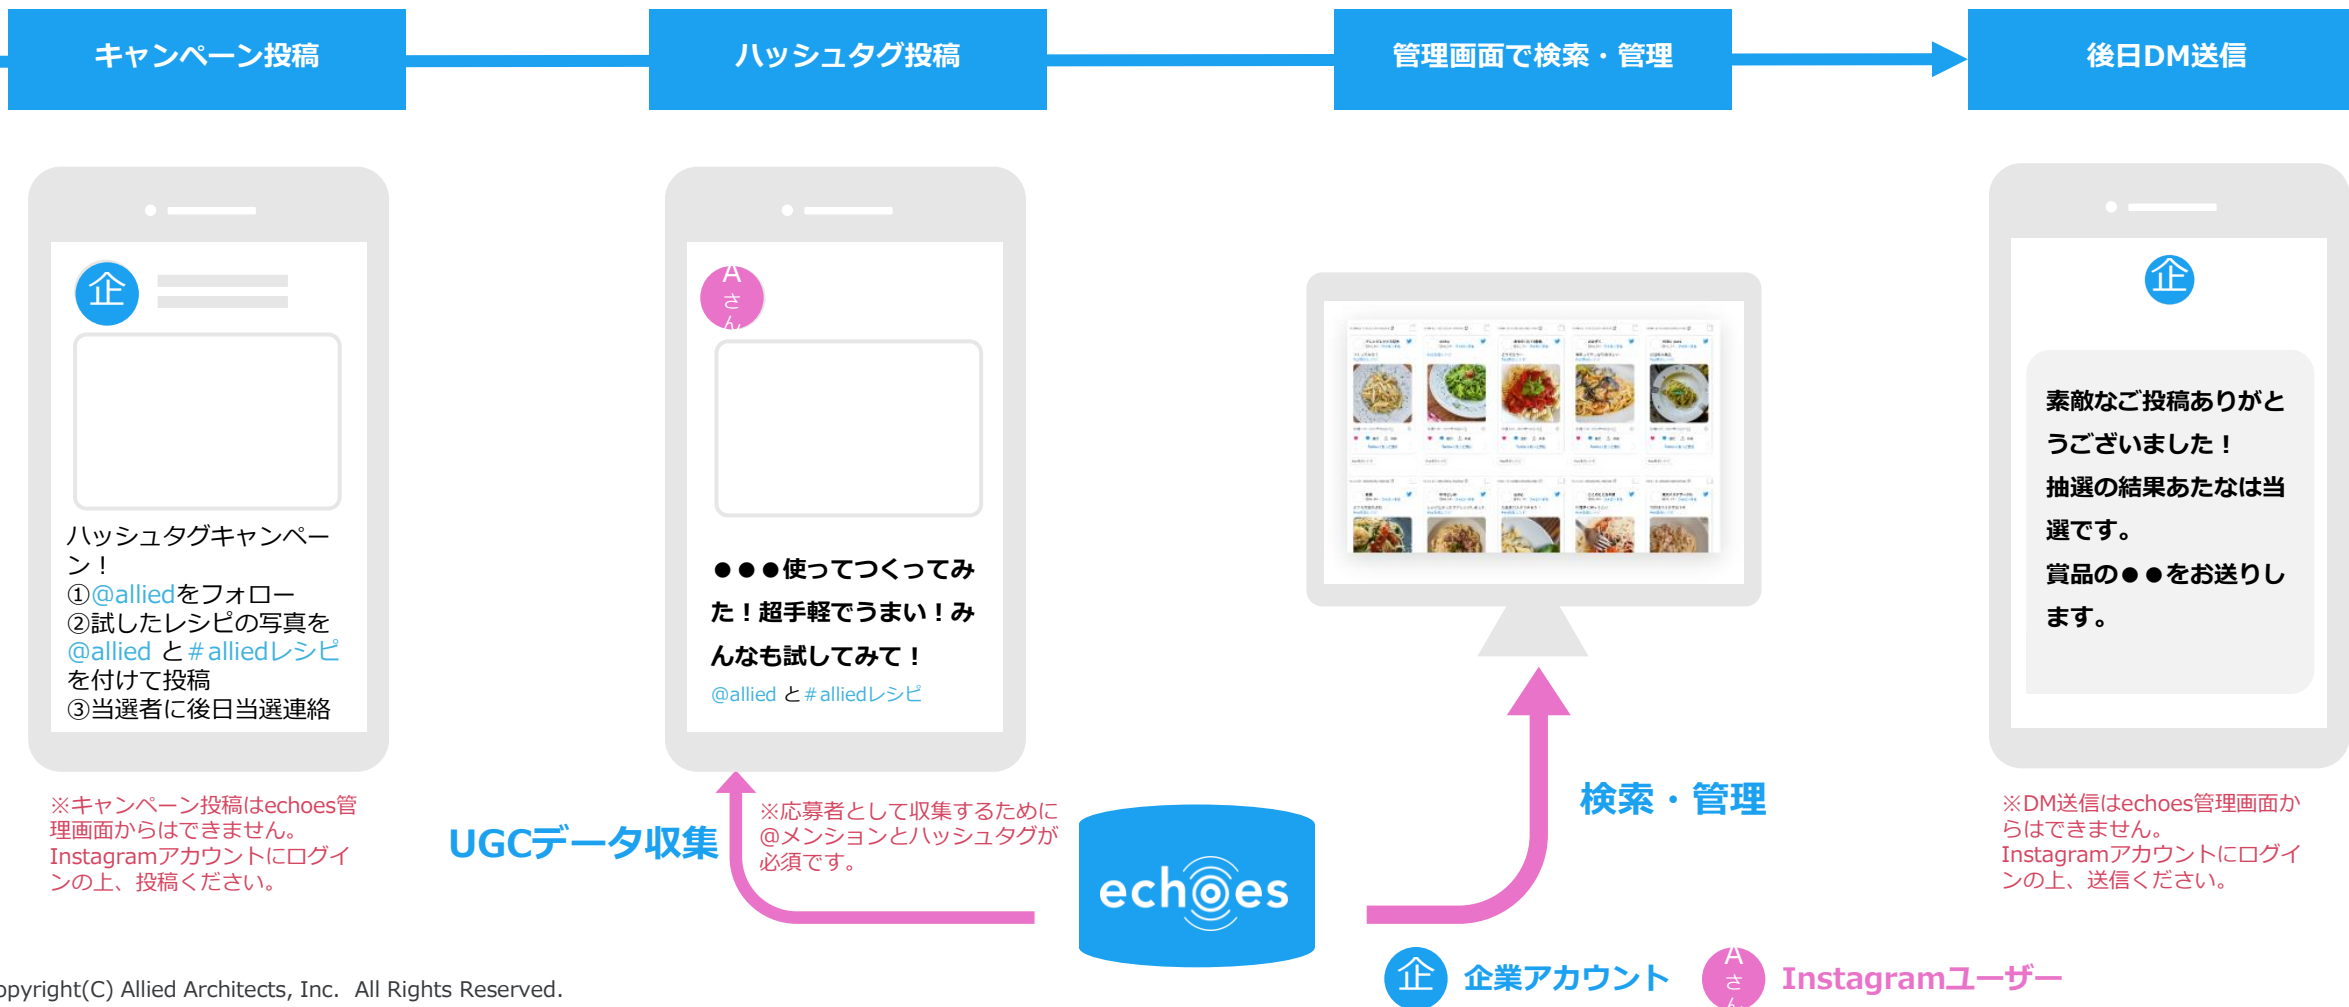 キャンペーン投稿
ハッシュタグ投稿
管理画面で検索・管理
後日DM送信
企
ハッシュタグキャンペー
ン！
①@alliedをフォロー
②試したレシピの写真を
@allied と#alliedレシピ
を付けて投稿
③当選者に後日当選連絡
※キャンペーン投稿はechoes管
理画面からはできません。
Instagramアカウントにログイ
ンの上、投稿ください。
A
さ
ん
●●●使ってつくってみ
た！超手軽でうまい！み
んなも試してみて！
@allied と#alliedレシピ
UGCデータ収集
※応募者として収集するために
@メンションとハッシュタグが
必須です。
echoes
検索・管理
企
素敵なご投稿ありがと
うございました！
抽選の結果あたなは当
選です。
賞品の●●をお送りし
ます。
※DM送信はechoes管理画面か
らはできません。
Instagramアカウントにログイ
ンの上、送信ください。
企
企業アカウント
A
さ
ん
Instagramユーザー
opyright(C) Allied Architects, Inc. All Rights Reserved.